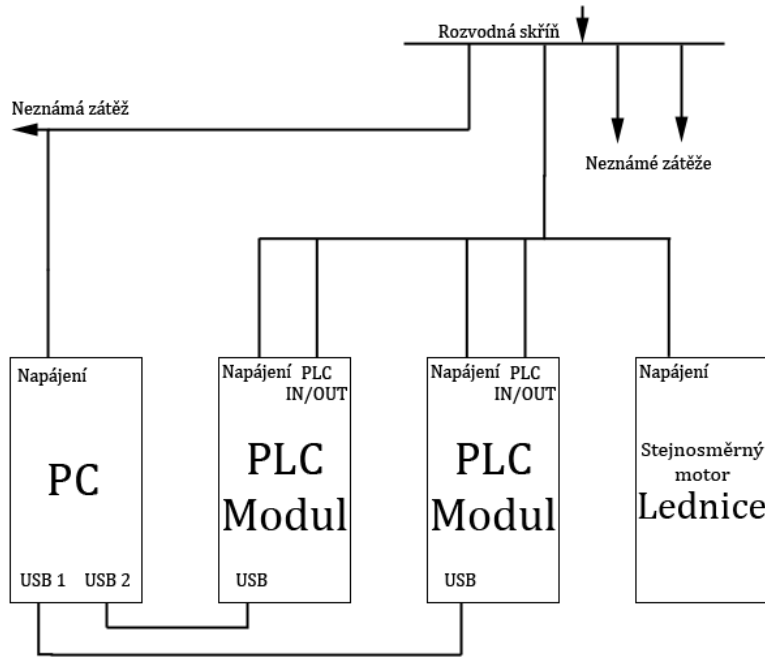 Rozvodná skříň
Neznámá zátěž
Neznámé zátěže
Napájení
PC
USB 1 USB 2
Napájení PLC
IN/OUT
PLC
Modul
USB
Napájení PLC
IN/OUT
PLC
Modul
USB
Napájení
Stejnosměrný
motor
Lednice